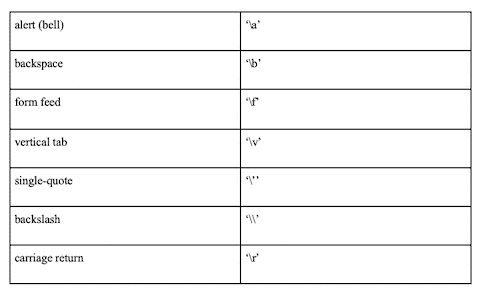 alert (bell) ‘\a’
backspace ‘\b’
form feed ‘\f’
vertical tab ‘\v’
single-quote ‘\’’
backslash ‘\\’
carriage return ‘\r’